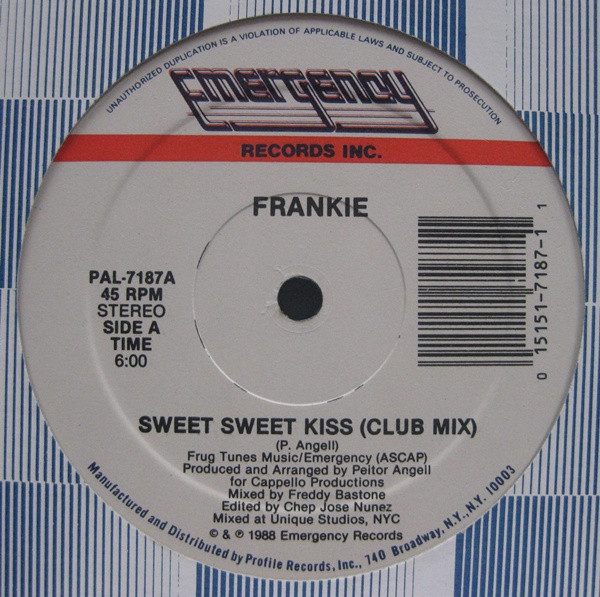 UNAUTHORIZED DUPLICATION IS A VIOLATION OF APPLICABLE LAWS AND SUBJECT TO PROSECUTION
Emergency
RECORDS INC.
FRANKIE
PAL-7187A
45 RPM
STEREO
SIDE A
TIME
6:00
0 15151-7187-1 1
SWEET SWEET KISS (CLUB MIX)
(P. Angell)
Frug Tunes Music/Emergency (ASCAP)
Produced and Arranged by Peitor Angell
for Cappello Productions
Mixed by Freddy Bastone
Edited by Chep Jose Nunez
Mixed at Unique Studios, NYC
© & ℗ 1988 Emergency Records
Manufactured and Distributed by Profile Records, Inc., 740 Broadway, N.Y., N.Y. 10003